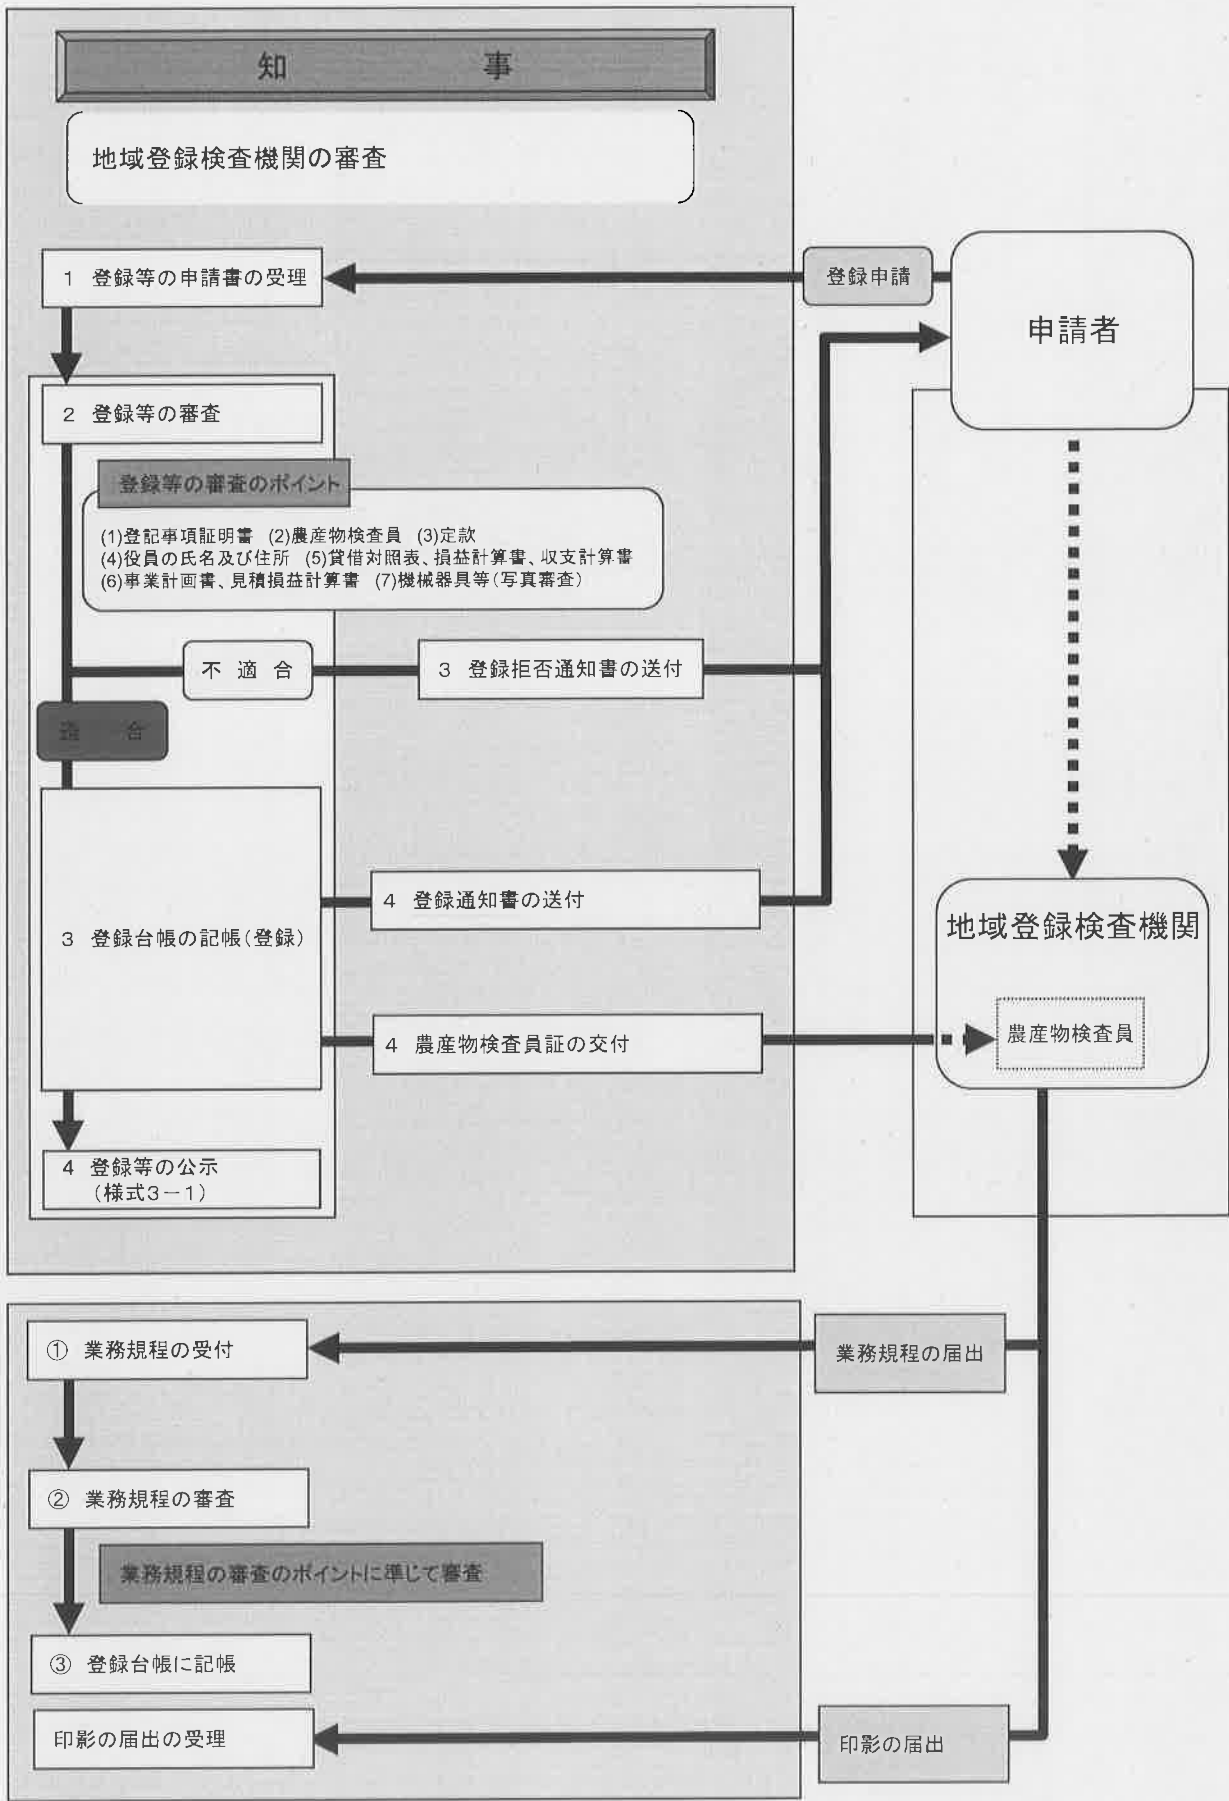 知 事
地域登録検査機関の審査
1 登録等の申請書の受理
登録申請
申請者
2 登録等の審査
登録等の審査のポイント
(1)登記事項証明書 (2)農産物検査員 (3)定款
(4)役員の氏名及び住所 (5)貸借対照表、損益計算書、収支計算書
(6)事業計画書、見積損益計算書 (7)機械器具等(写真審査)
不 適 合
3 登録拒否通知書の送付
適 合
3 登録台帳の記帳(登録)
4 登録通知書の送付
地域登録検査機関
4 農産物検査員証の交付
農産物検査員
4 登録等の公示
(様式3-1)
① 業務規程の受付
業務規程の届出
② 業務規程の審査
業務規程の審査のポイントに準じて審査
③ 登録台帳に記帳
印影の届出の受理
印影の届出